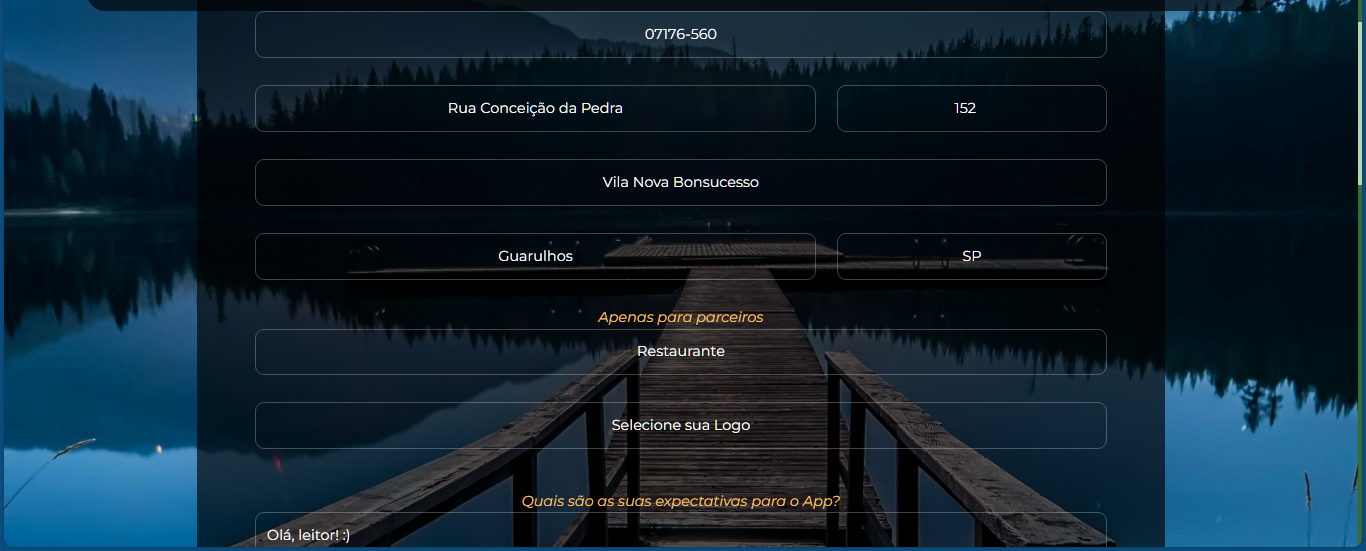 07176-560
Rua Conceição da Pedra 152
Vila Nova Bonsucesso
Guarulhos SP
Apenas para parceiros
Restaurante
Selecione sua Logo
Quais são as suas expectativas para o App?
Olá, leitor! :)